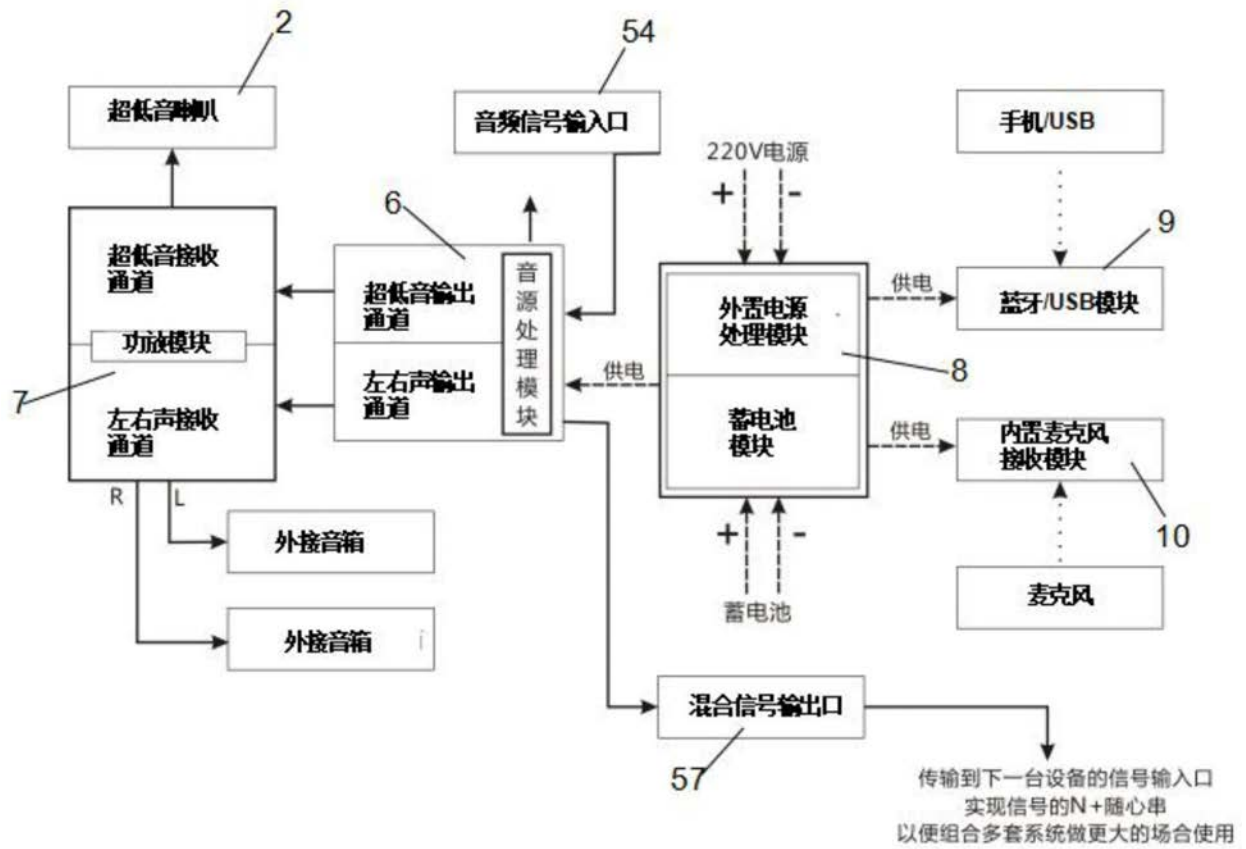 2
54
超低音喇叭
音频信号输入口
手机/USB
220V电源
+
-
6
9
超低音接收
通道
超低音输出
通道
音源处理模块
外置电源
处理模块
供电
蓝牙/USB模块
功放模块
7
左右声输出
通道
供电
8
左右声接收
通道
蓄电池
模块
供电
内置麦克风
接收模块
R
L
10
外接音箱
+
-
蓄电池
麦克风
外接音箱
混合信号输出口
57
传输到下一台设备的信号输入口
实现信号的N+随心串
以便组合多套系统做更大的场合使用